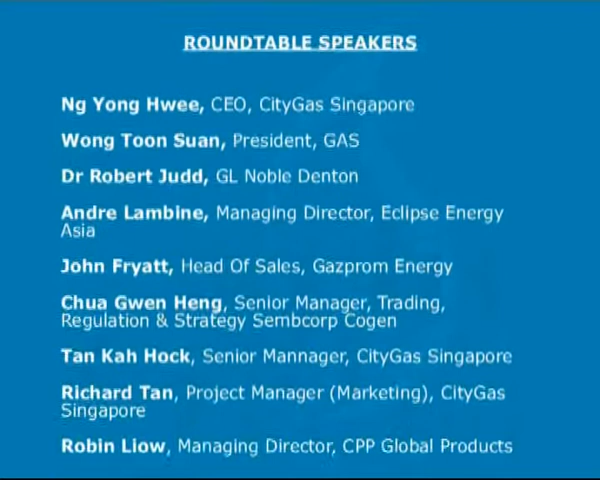 ROUNDTABLE SPEAKERS
Ng Yong Hwee, CEO, CityGas Singapore
Wong Toon Suan, President, GAS
Dr Robert Judd, GL Noble Denton
Andre Lambine, Managing Director, Eclipse Energy
Asia
John Fryatt, Head Of Sales, Gazprom Energy
Chua Gwen Heng, Senior Manager, Trading,
Regulation & Strategy Sembcorp Cogen
Tan Kah Hock, Senior Mannager, CityGas Singapore
Richard Tan, Project Manager (Marketing), CityGas
Singapore
Robin Liow, Managing Director, CPP Global Products